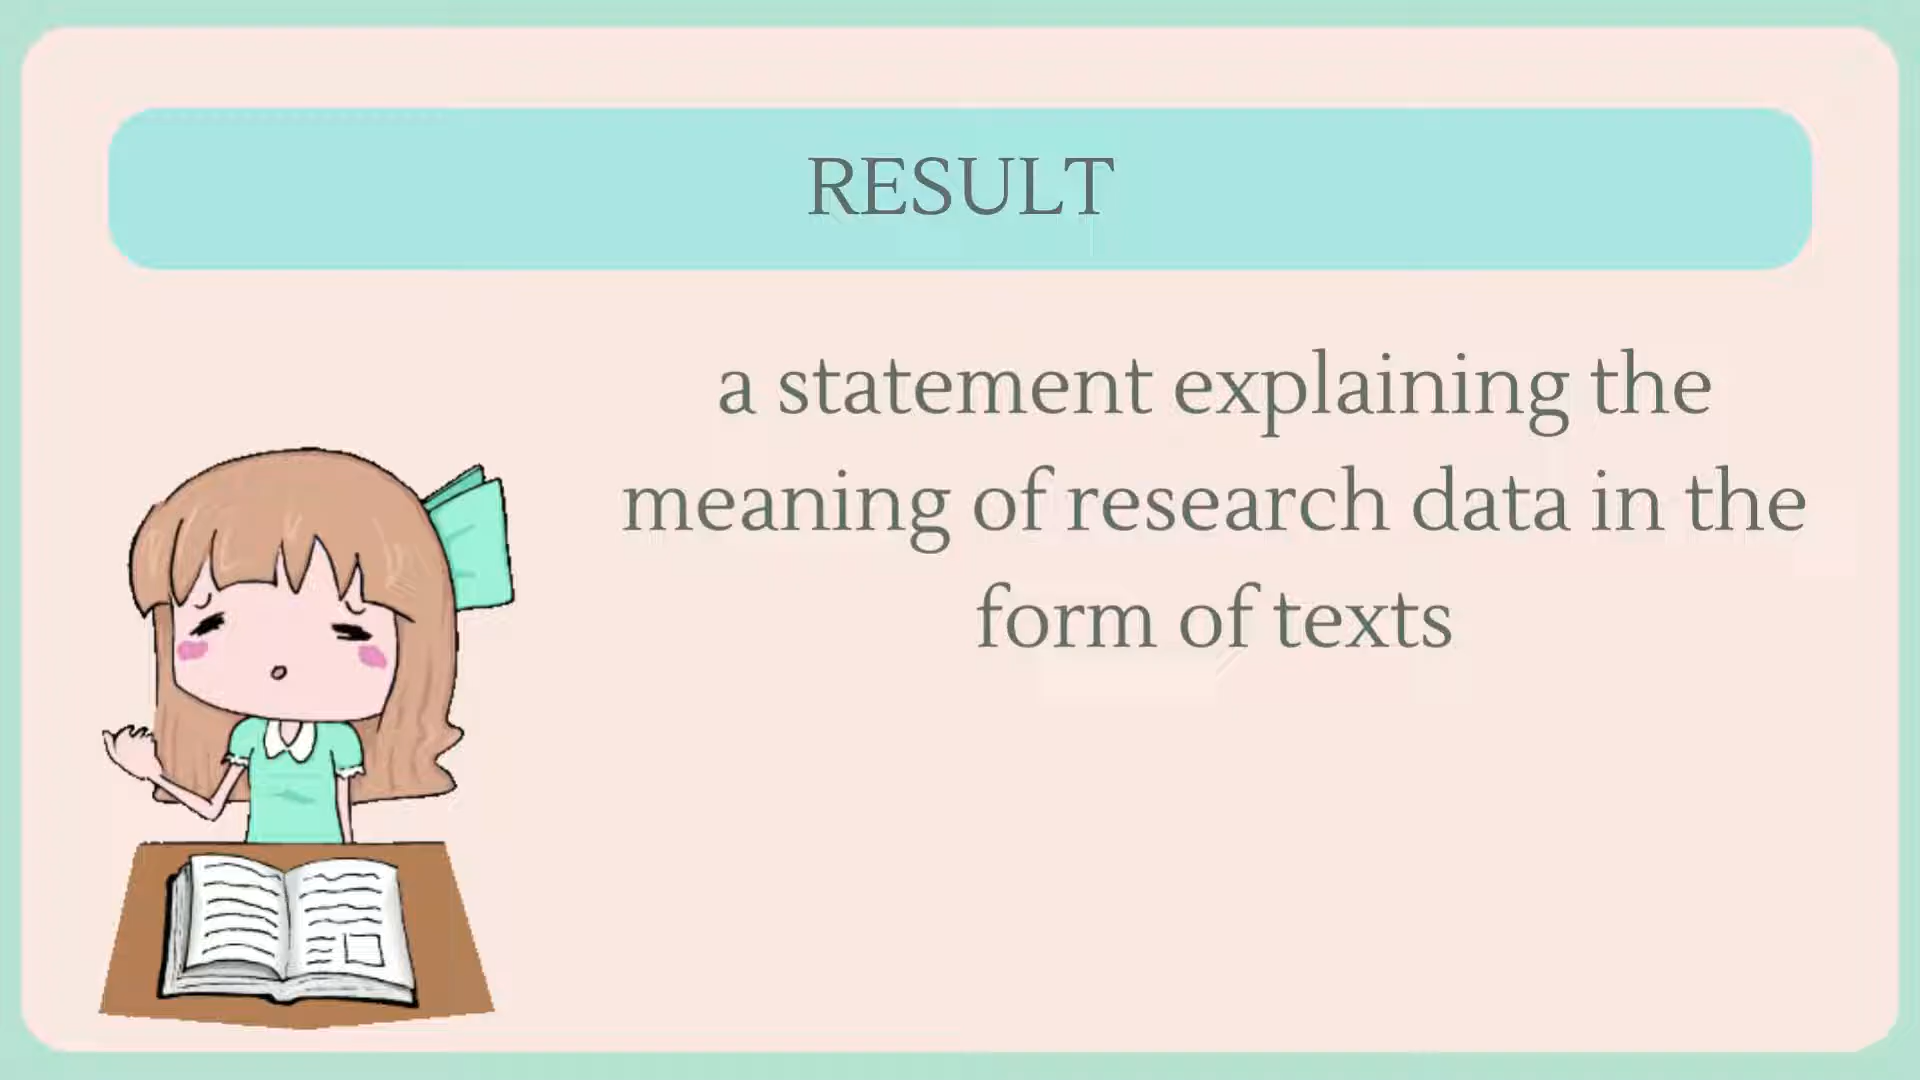 RESULT
a statement explaining the
meaning of research data in the
form of texts